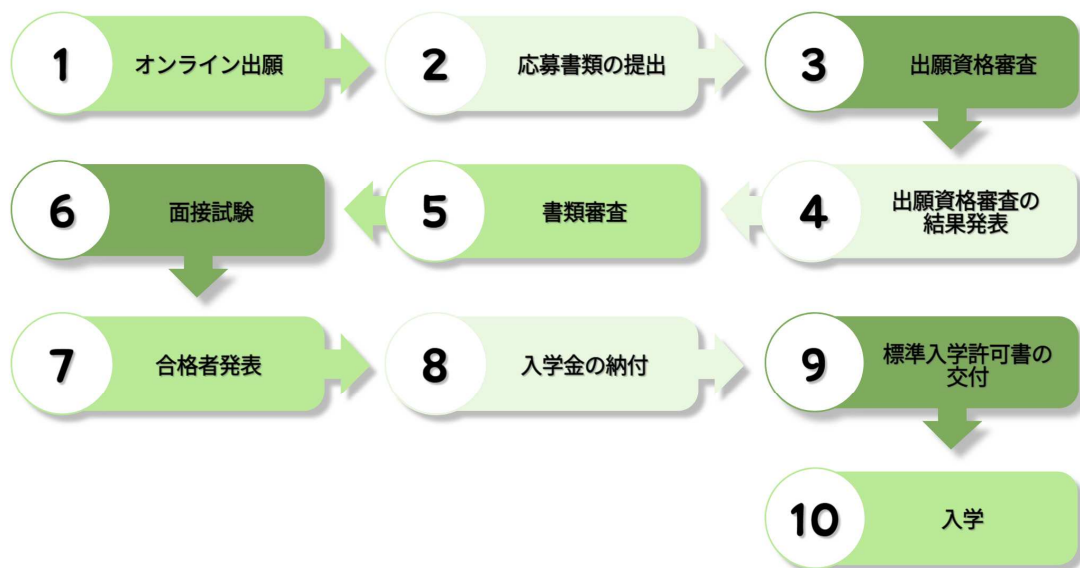 1 オンライン出願
2 応募書類の提出
3 出願資格審査
4 出願資格審査の
結果発表
5 書類審査
6 面接試験
7 合格者発表
8 入学金の納付
9 標準入学許可書の
交付
10 入学